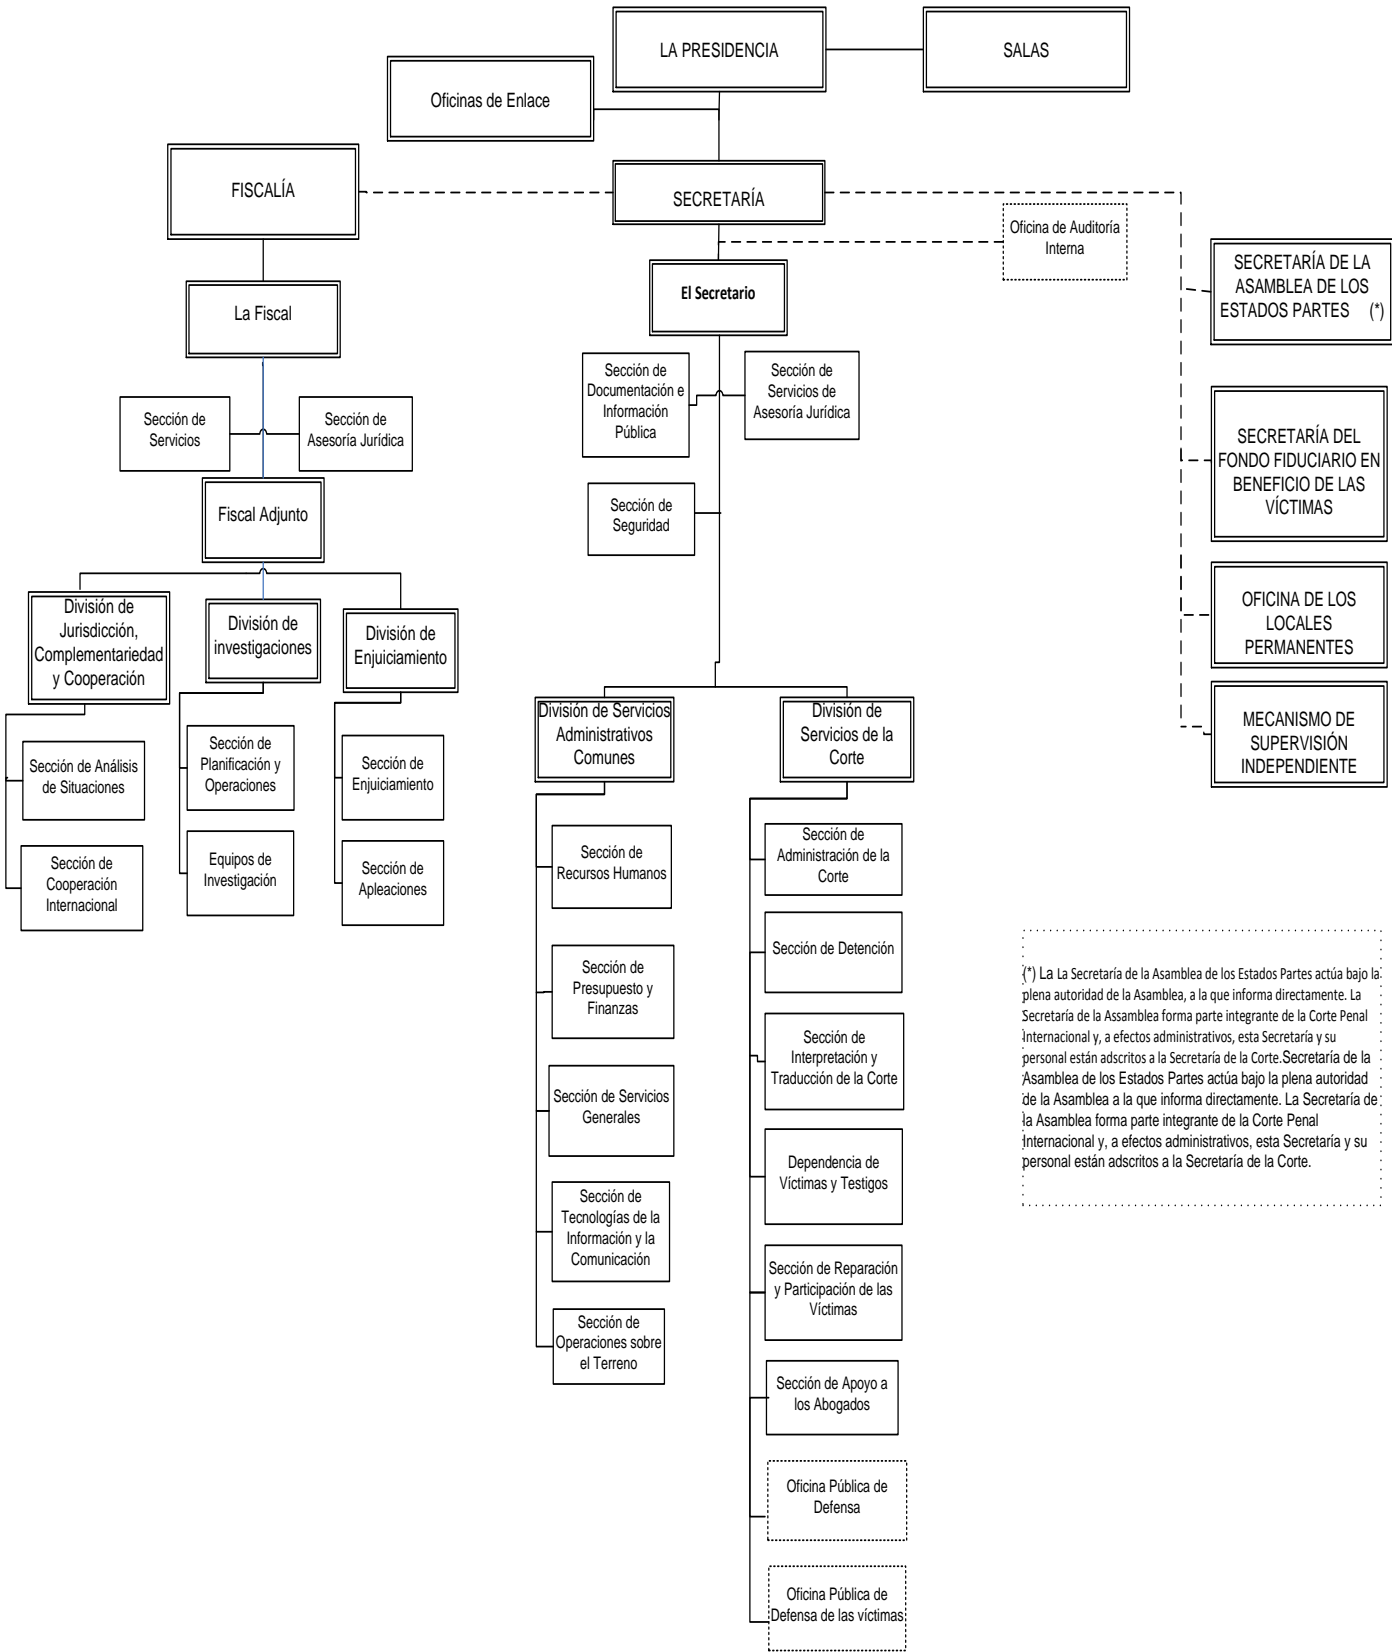 LA PRESIDENCIA
SALAS
Oficinas de Enlace
FISCALÍA
SECRETARÍA
Oficina de Auditoría
Interna
SECRETARÍA DE LA
ASAMBLEA DE LOS
ESTADOS PARTES (*)
El Secretario
La Fiscal
Sección de
Documentación e
Información
Pública
Sección de
Servicios de
Asesoría Jurídica
Sección de
Servicios
Sección de
Asesoría Jurídica
SECRETARÍA DEL
FONDO FIDUCIARIO EN
BENEFICIO DE LAS
VÍCTIMAS
Fiscal Adjunto
Sección de
Seguridad
OFICINA DE LOS
LOCALES
PERMANENTES
División de
Jurisdicción,
Complementariedad
y Cooperación
División de
investigaciones
División de
Enjuiciamiento
MECANISMO DE
SUPERVISIÓN
INDEPENDIENTE
División de Servicios
Administrativos
Comunes
División de
Servicios de la
Corte
Sección de Análisis
de Situaciones
Sección de
Planificación y
Operaciones
Sección de
Enjuiciamiento
Sección de
Cooperación
Internacional
Equipos de
Investigación
Sección de
Apleaciones
Sección de
Recursos Humanos
Sección de
Presupuesto y
Finanzas
Sección de Servicios
Generales
Sección de
Tecnologías de la
Información y la
Comunicación
Sección de
Operaciones sobre
el Terreno
Sección de
Administración de la
Corte
Sección de Detención
Sección de
Interpretación y
Traducción de la Corte
Dependencia de
Víctimas y Testigos
Sección de Reparación
y Participación de las
Víctimas
Sección de Apoyo a
los Abogados
Oficina Pública de
Defensa
Oficina Pública de
Defensa de las víctimas
(*) La La Secretaría de la Asamblea de los Estados Partes actúa bajo la
plena autoridad de la Asamblea, a la que informa directamente. La
Secretaría de la Assamblea forma parte integrante de la Corte Penal
Internacional y, a efectos administrativos, esta Secretaría y su
personal están adscritos a la Secretaría de la Corte.Secretaría de la
Asamblea de los Estados Partes actúa bajo la plena autoridad
de la Asamblea a la que informa directamente. La Secretaría de
la Asamblea forma parte integrante de la Corte Penal
Internacional y, a efectos administrativos, esta Secretaría y su
personal están adscritos a la Secretaría de la Corte.